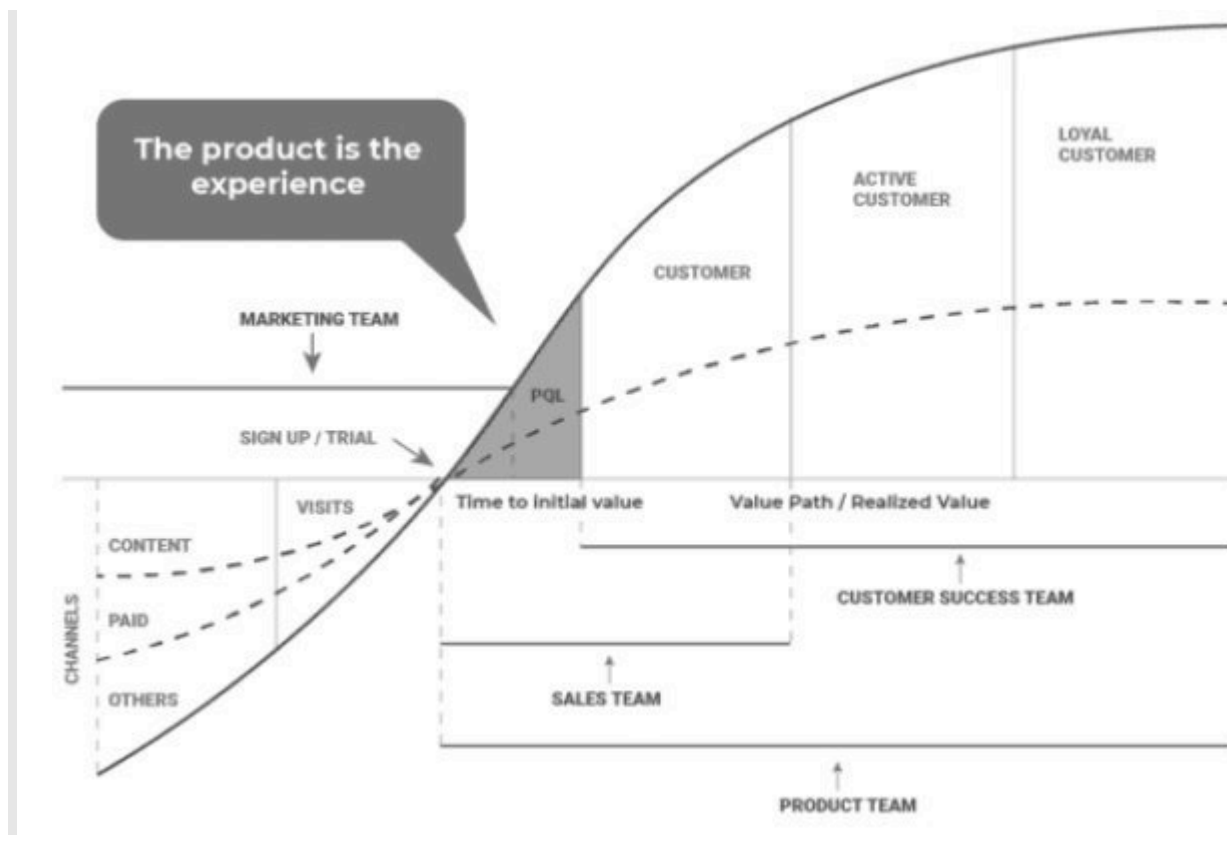 The product is the
experience
LOYAL
CUSTOMER
ACTIVE
CUSTOMER
CUSTOMER
MARKETING TEAM
PQL
SIGN UP / TRIAL
VISITS
Time to initial value
Value Path / Realized Value
CONTENT
CUSTOMER SUCCESS TEAM
PAID
CHANNELS
OTHERS
SALES TEAM
PRODUCT TEAM